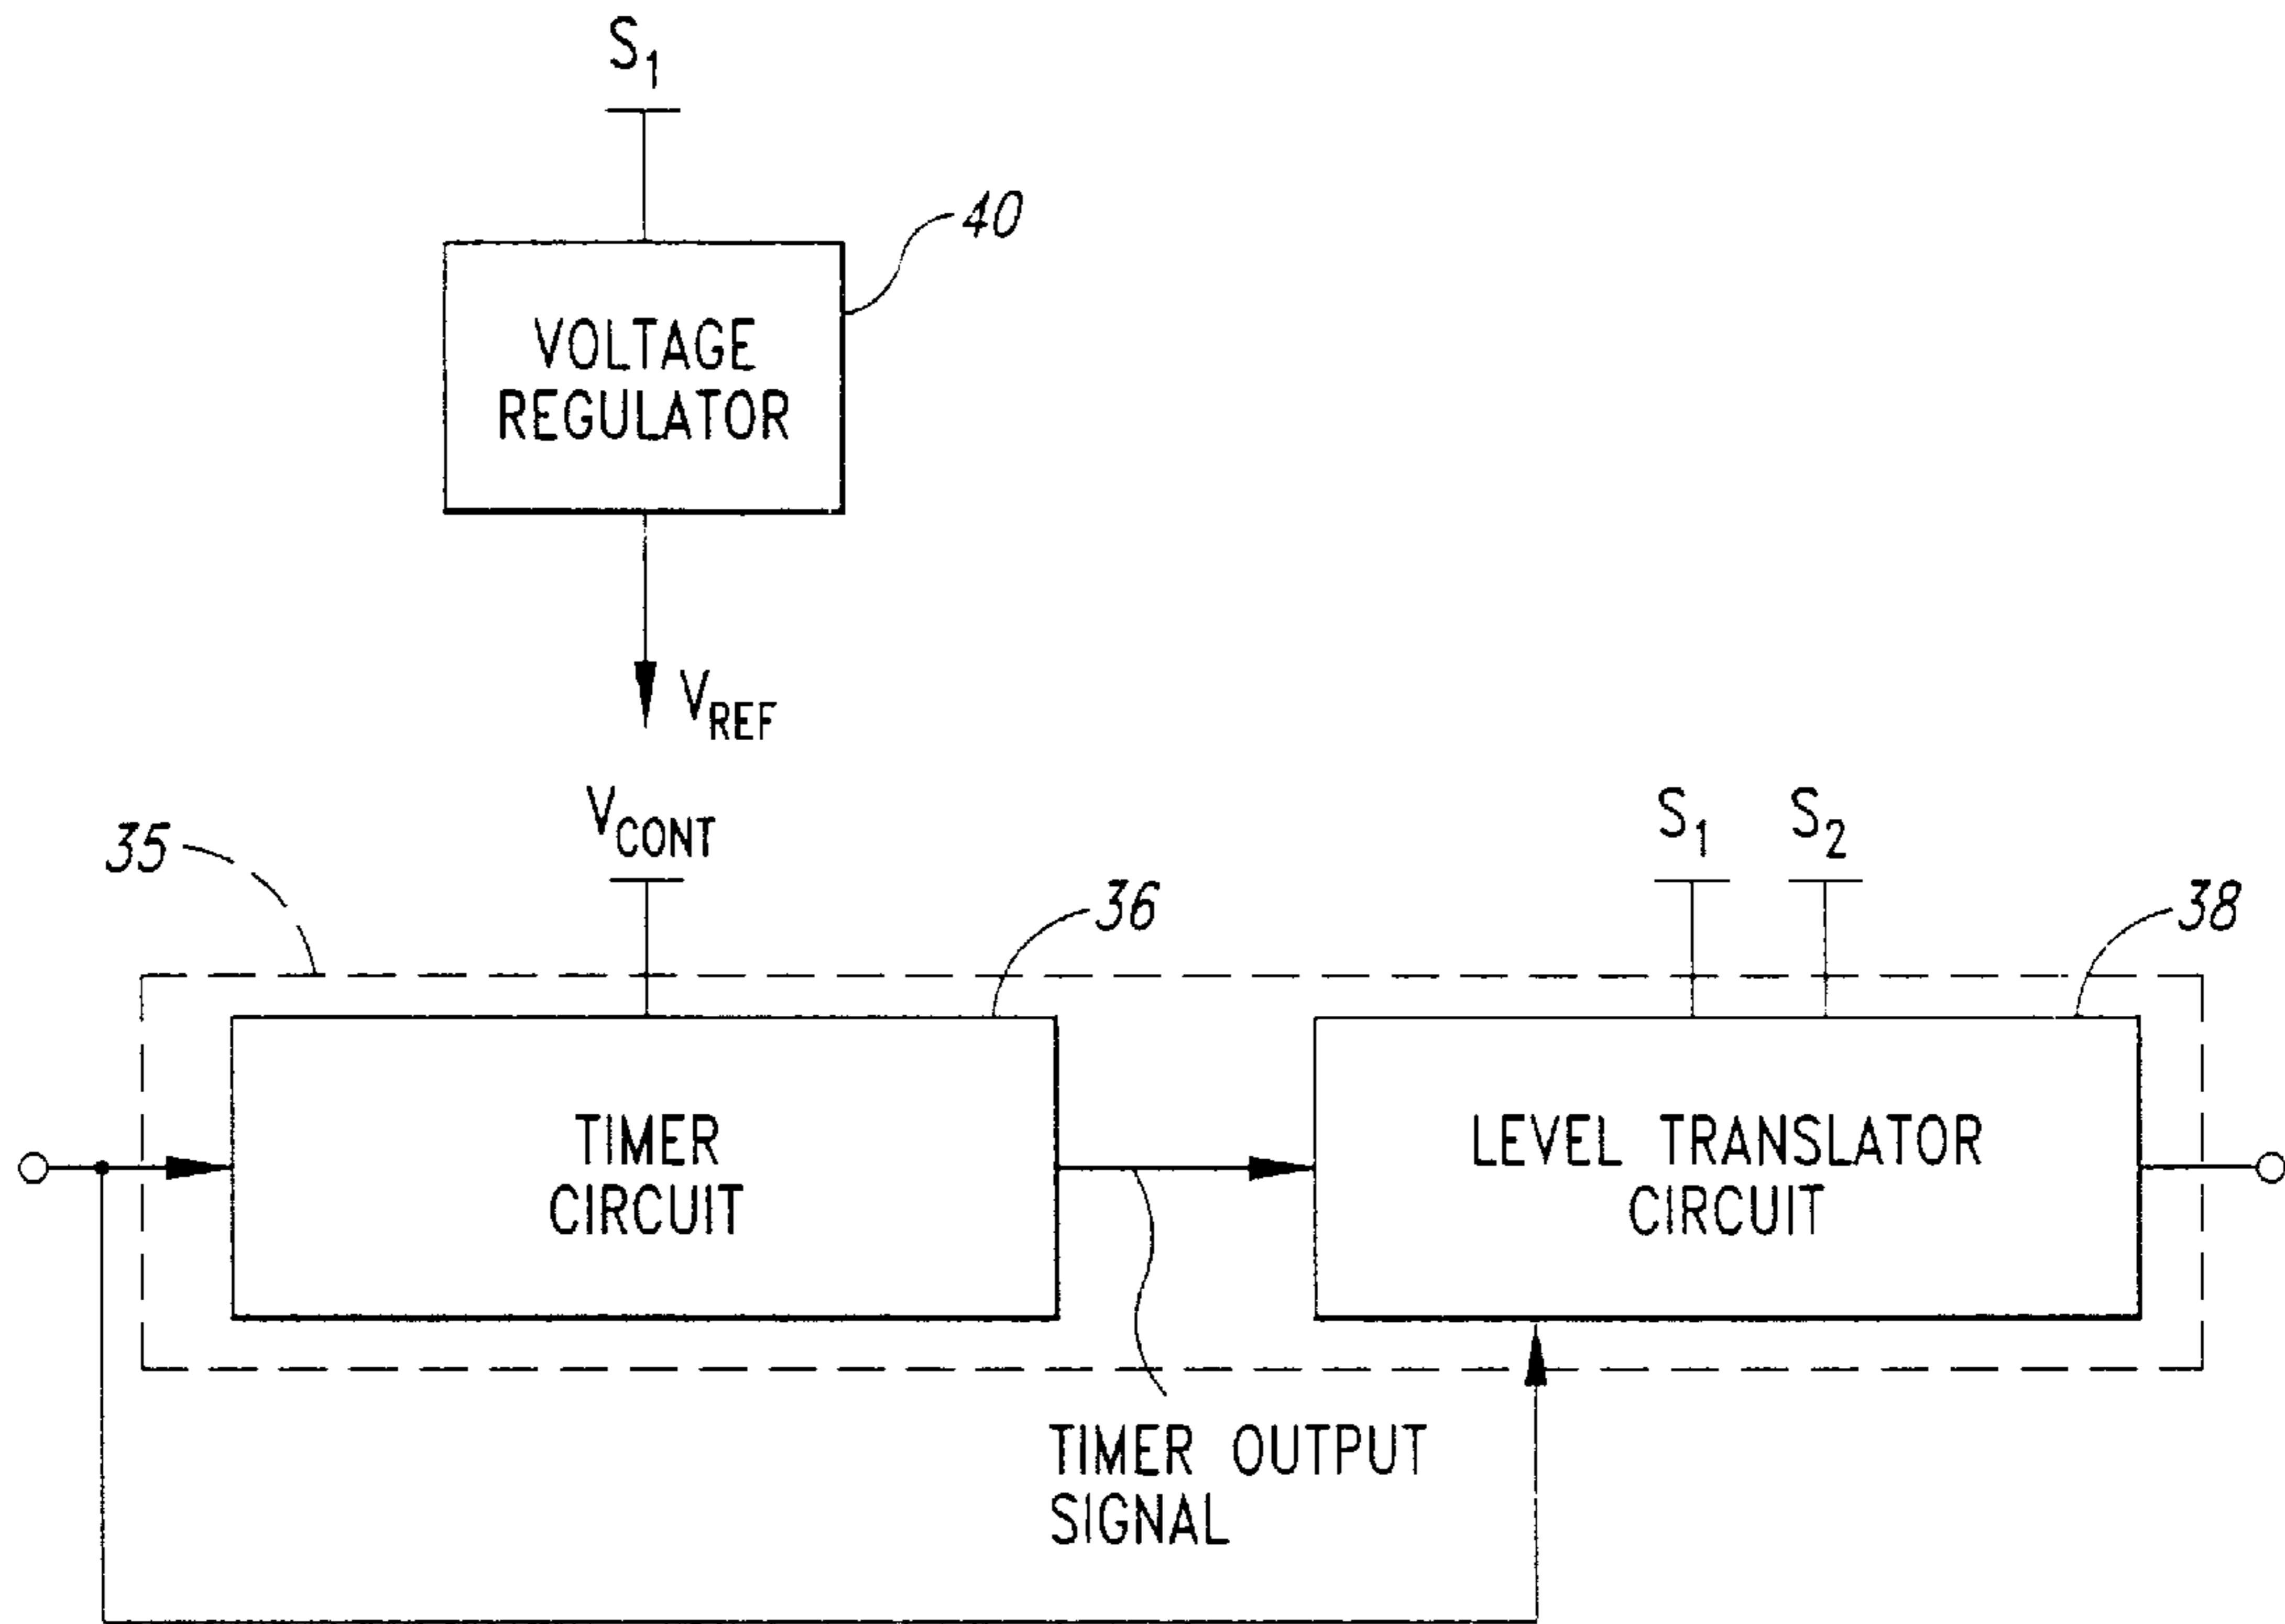 S1
40
VOLTAGE
REGULATOR
VREF
VCONT
S1 S2
35
36
38
TIMER
CIRCUIT
LEVEL TRANSLATOR
CIRCUIT
TIMER OUTPUT
SIGNAL